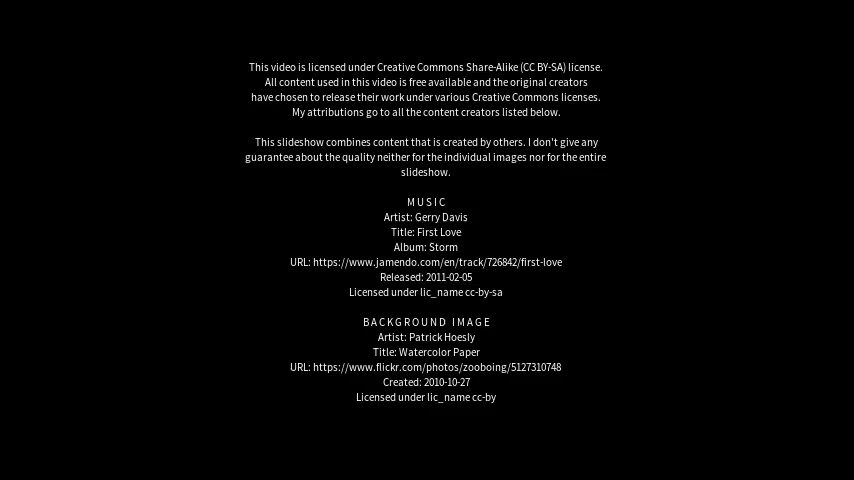 This video is licensed under Creative Commons Share-Alike (CC BY-SA) license.
All content used in this video is free available and the original creators
have chosen to release their work under various Creative Commons licenses.
My attributions go to all the content creators listed below.
This slideshow combines content that is created by others. I don't give any
guarantee about the quality neither for the individual images nor for the entire
slideshow.
MUSIC
Artist: Gerry Davis
Title: First Love
Album: Storm
URL: https://www.jamendo.com/en/track/726842/first-love
Released: 2011-02-05
Licensed under lic_name cc-by-sa
BACKGROUND IMAGE
Artist: Patrick Hoesly
Title: Watercolor Paper
URL: https://www.flickr.com/photos/zooboing/5127310748
Created: 2010-10-27
Licensed under lic_name cc-by